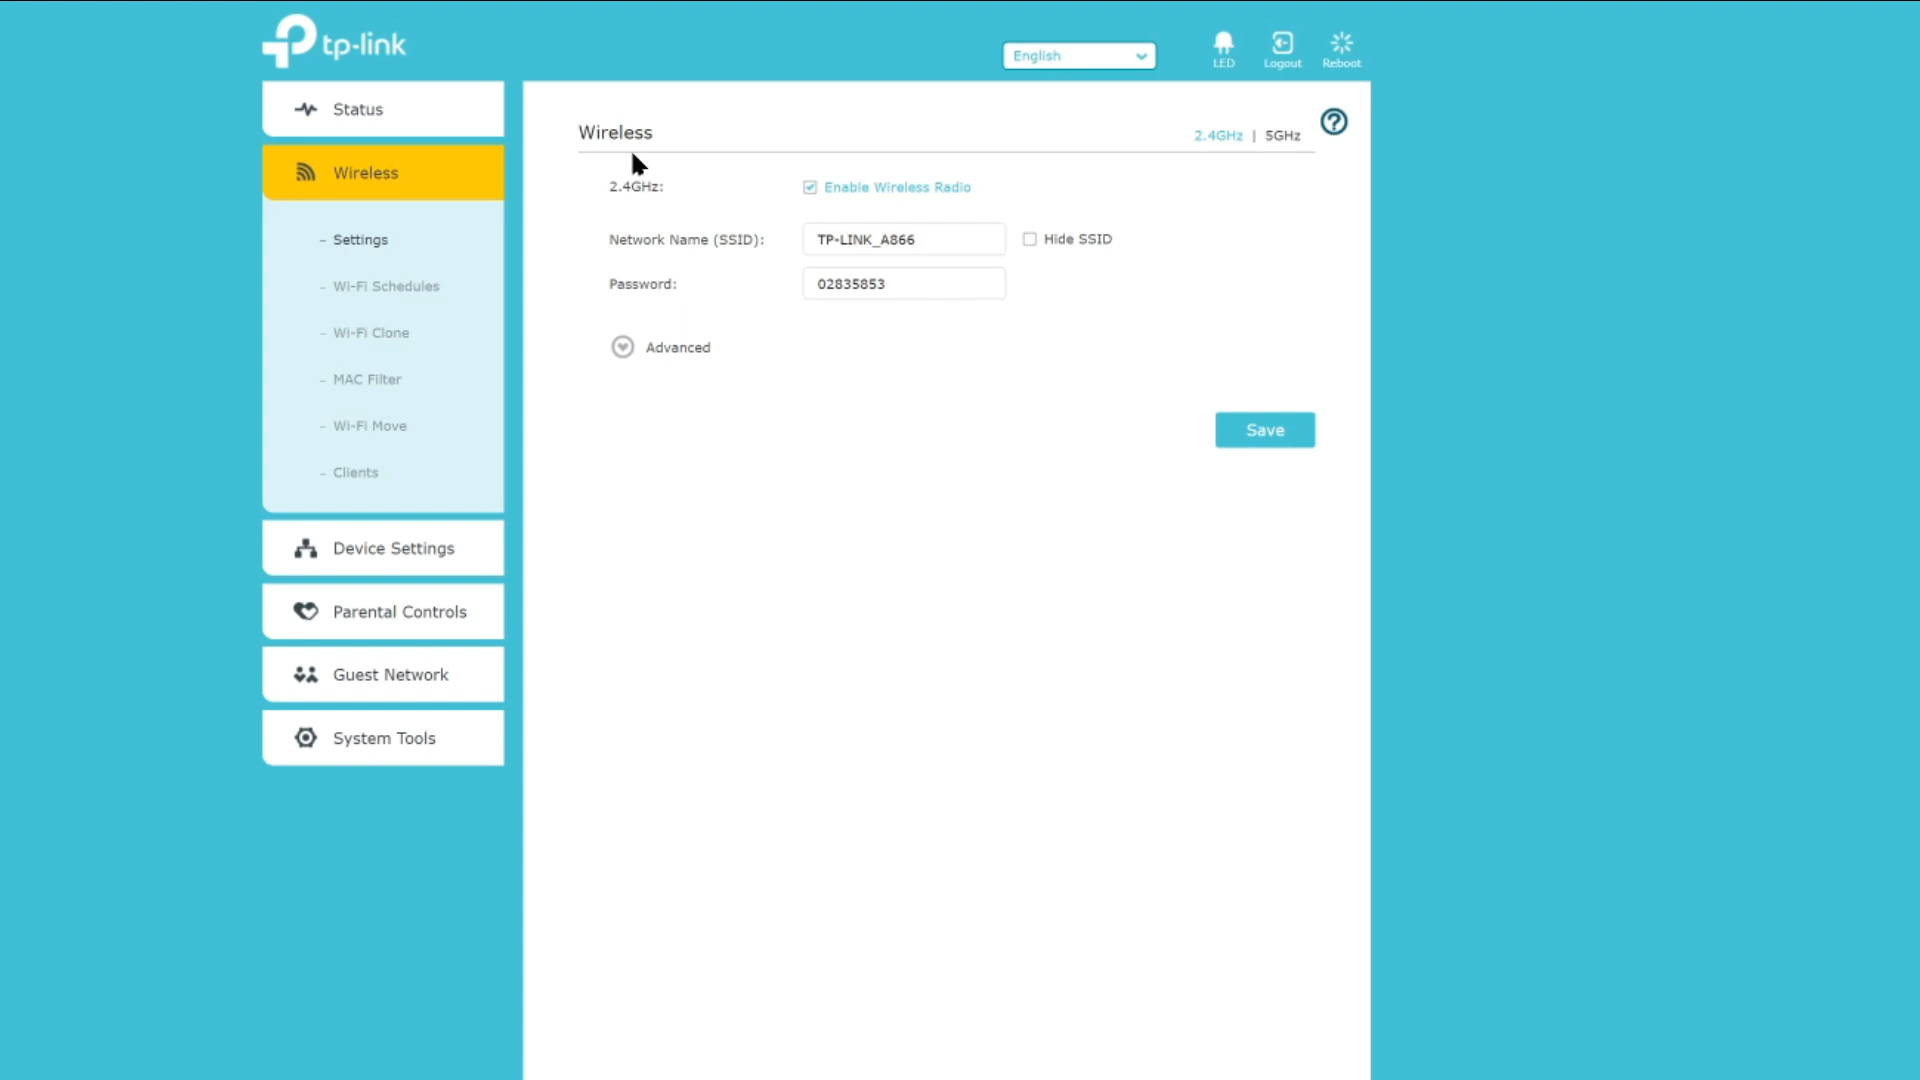 tp-link
English
LED
Logout
Reboot
Status
Wireless
– Settings
– Wi-Fi Schedules
– Wi-Fi Clone
– MAC Filter
– Wi-Fi Move
– Clients
Device Settings
Parental Controls
Guest Network
System Tools
Wireless
2.4GHz | 5GHz
?
2.4GHz:
Enable Wireless Radio
Network Name (SSID):
TP-LINK_A866
Hide SSID
Password:
02835853
Advanced
Save